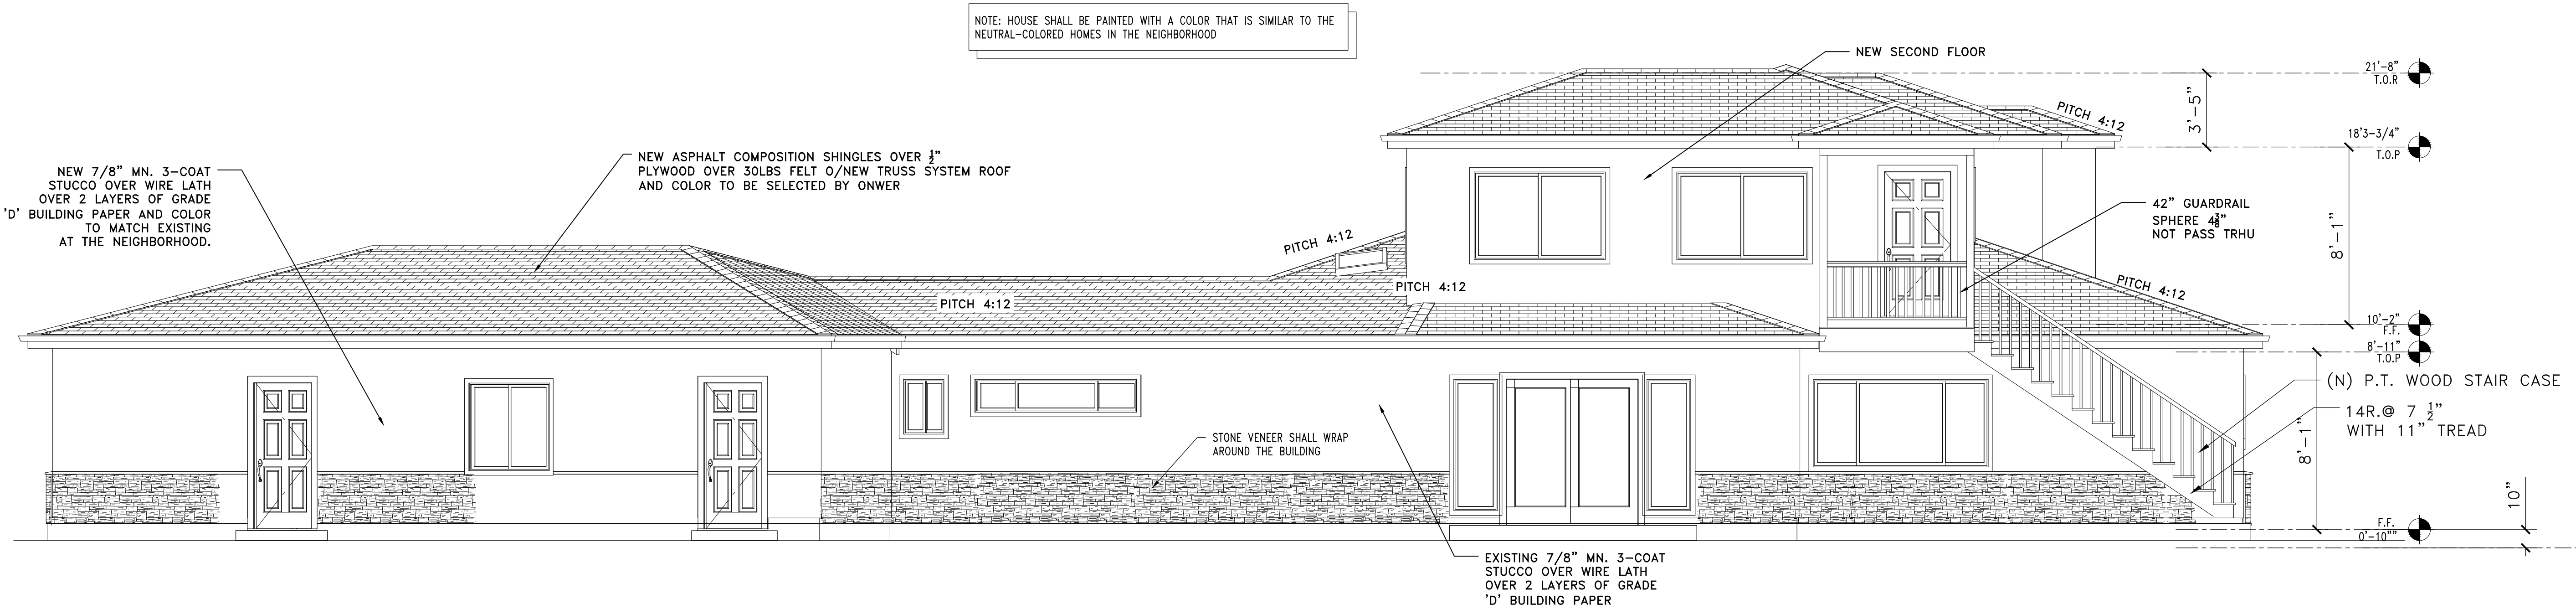 NOTE: HOUSE SHALL BE PAINTED WITH A COLOR THAT IS SIMILAR TO THE
NEUTRAL-COLORED HOMES IN THE NEIGHBORHOOD
NEW SECOND FLOOR
21'-8"
T.O.R
3'-5"
PITCH 4:12
18'3-3/4"
T.O.P
NEW 7/8" MN. 3-COAT
STUCCO OVER WIRE LATH
OVER 2 LAYERS OF GRADE
'D' BUILDING PAPER AND COLOR
TO MATCH EXISTING
AT THE NEIGHBORHOOD.
NEW ASPHALT COMPOSITION SHINGLES OVER ½"
PLYWOOD OVER 30LBS FELT O/NEW TRUSS SYSTEM ROOF
AND COLOR TO BE SELECTED BY ONWER
42" GUARDRAIL
SPHERE 4⅜"
NOT PASS TRHU
8'-1"
PITCH 4:12
PITCH 4:12
PITCH 4:12
PITCH 4:12
10'-2"
F.F.
8'-11"
T.O.P
(N) P.T. WOOD STAIR CASE
14R.@ 7 ½"
WITH 11" TREAD
8'-1"
STONE VENEER SHALL WRAP
AROUND THE BUILDING
10"
F.F.
0'-10""
EXISTING 7/8" MN. 3-COAT
STUCCO OVER WIRE LATH
OVER 2 LAYERS OF GRADE
'D' BUILDING PAPER